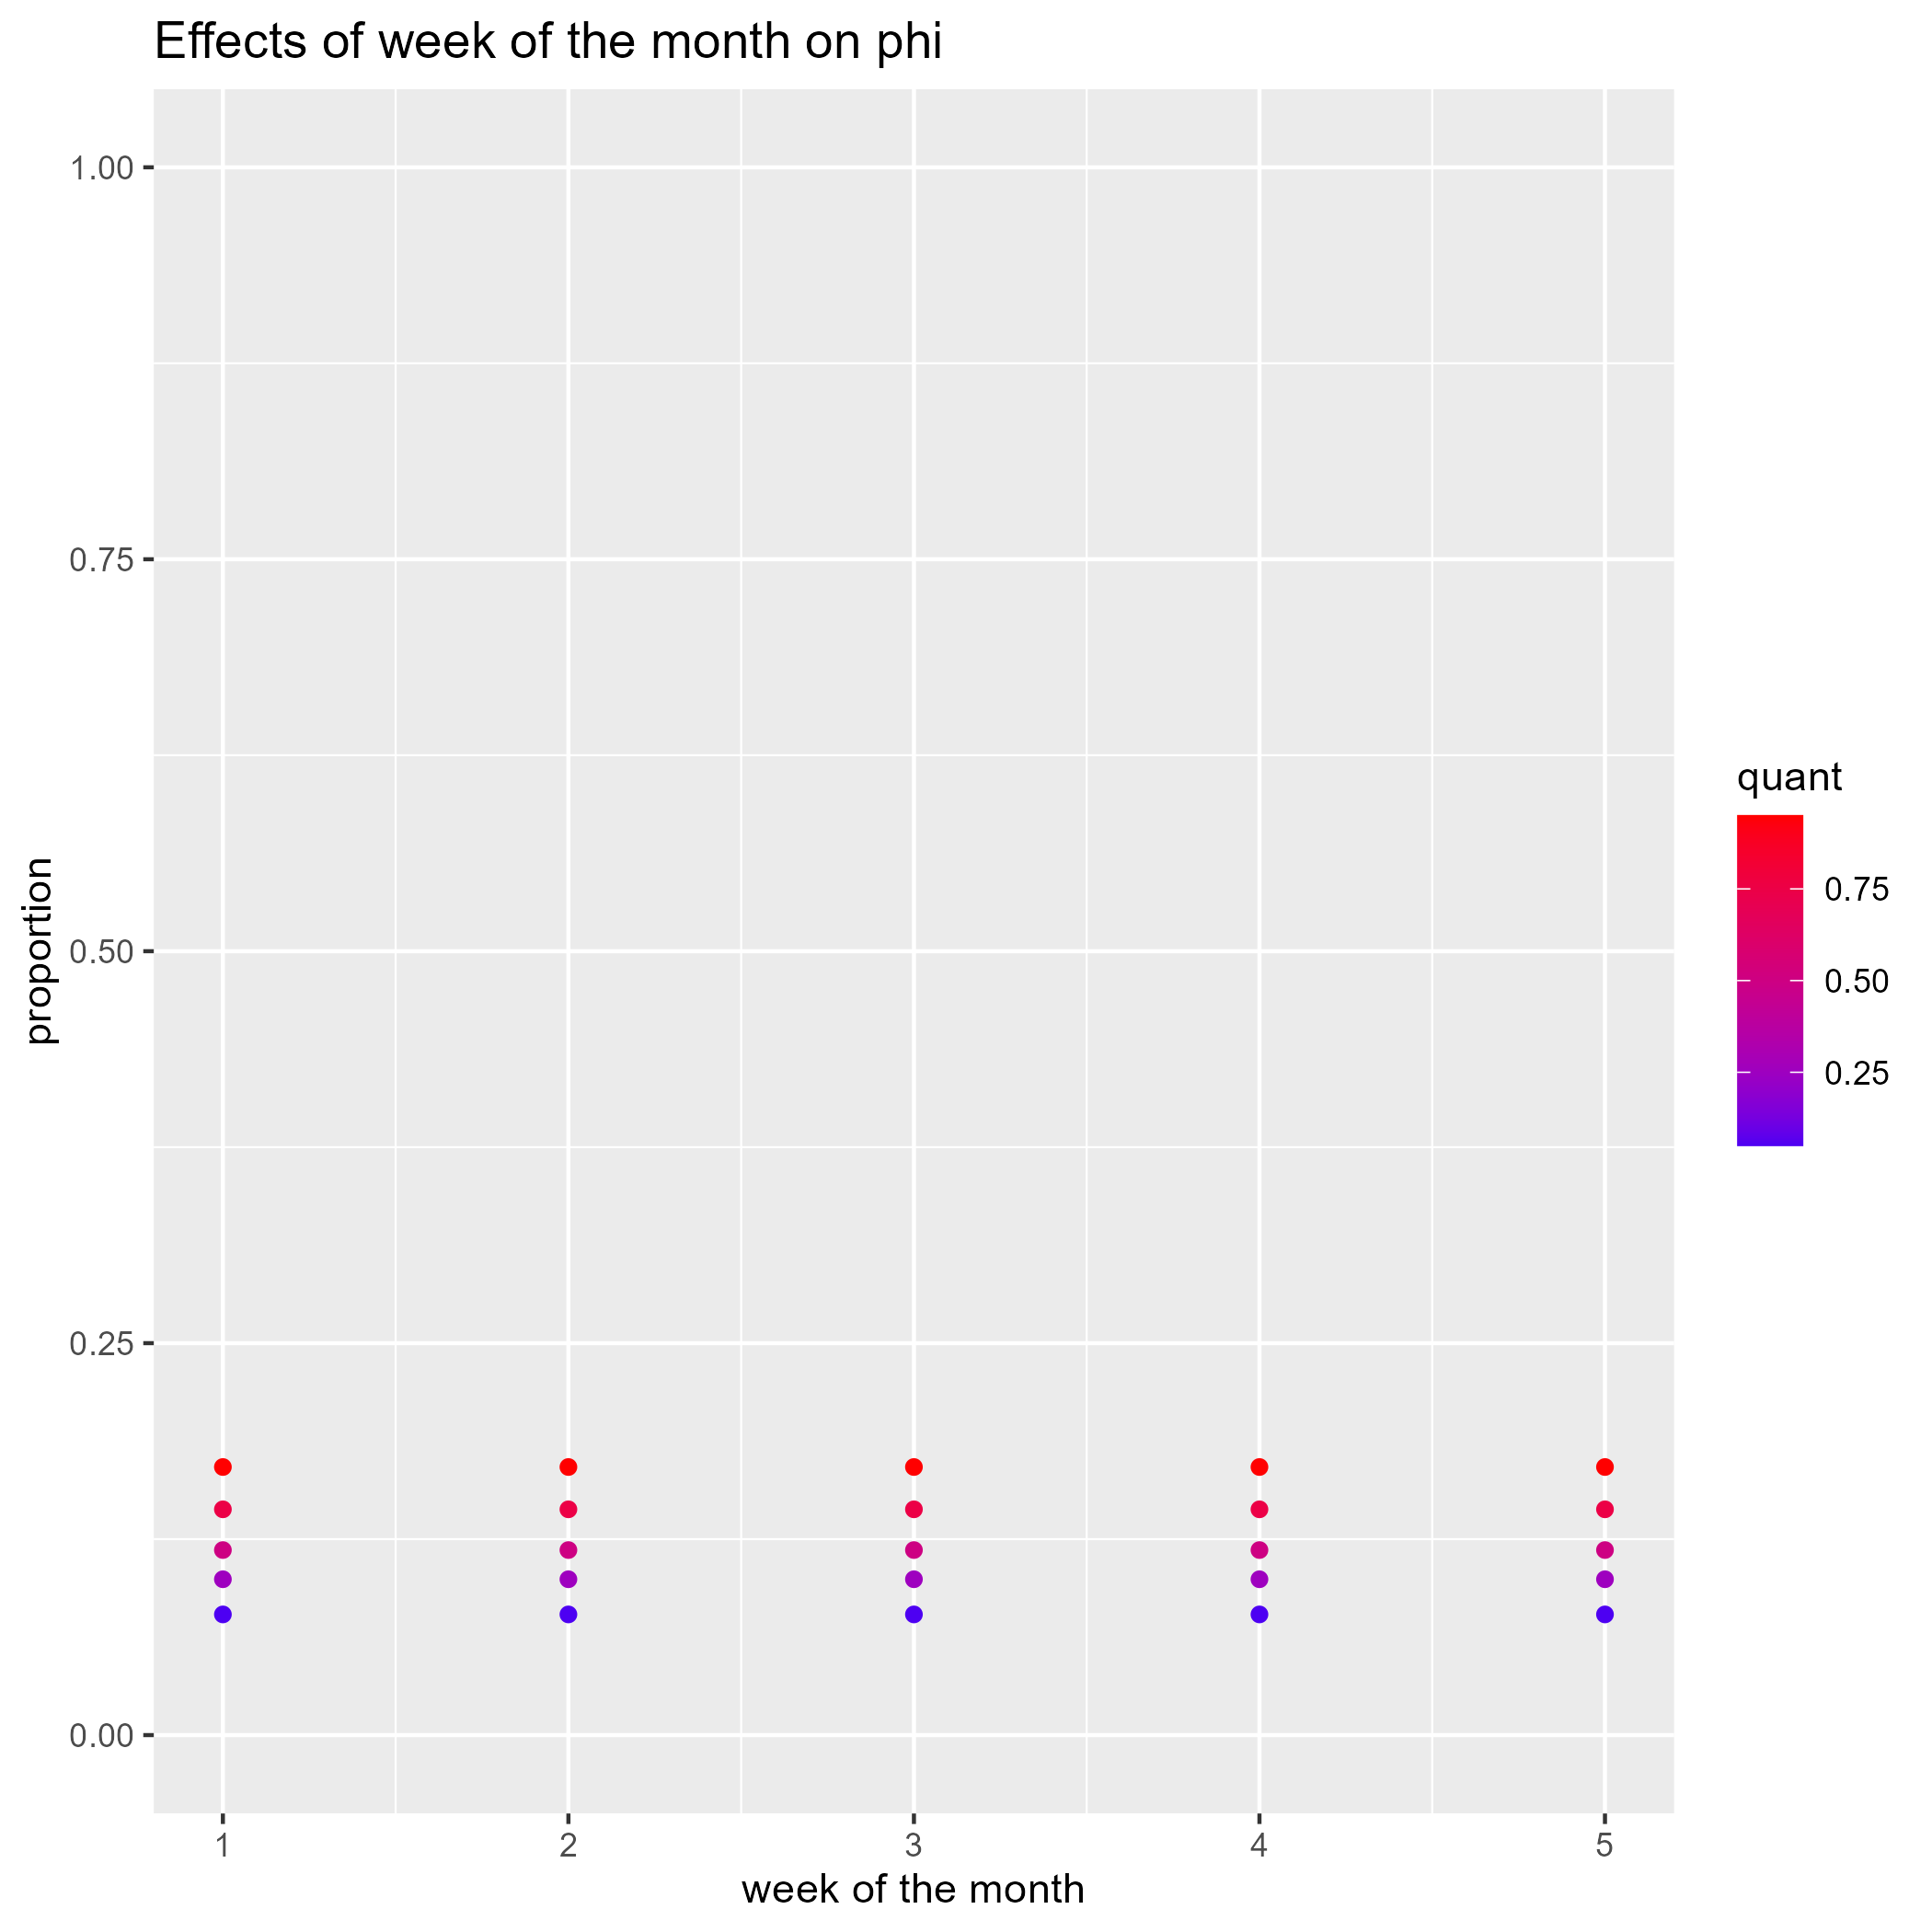 Effects of week of the month on phi
1.00
0.75
0.50
0.25
0.00
proportion
1 2 3 4 5
week of the month
quant
0.75
0.50
0.25